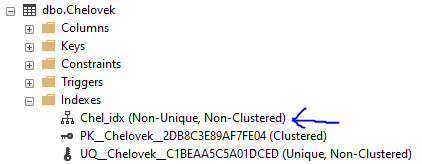 dbo.Chelovek
Columns
Keys
Constraints
Triggers
Indexes
Chel_idx (Non-Unique, Non-Clustered)
PK__Chelovek__2DB8C3E89AF7FE04 (Clustered)
UQ__Chelovek__C1BEAA5C5A01DCED (Unique, Non-Clustered)